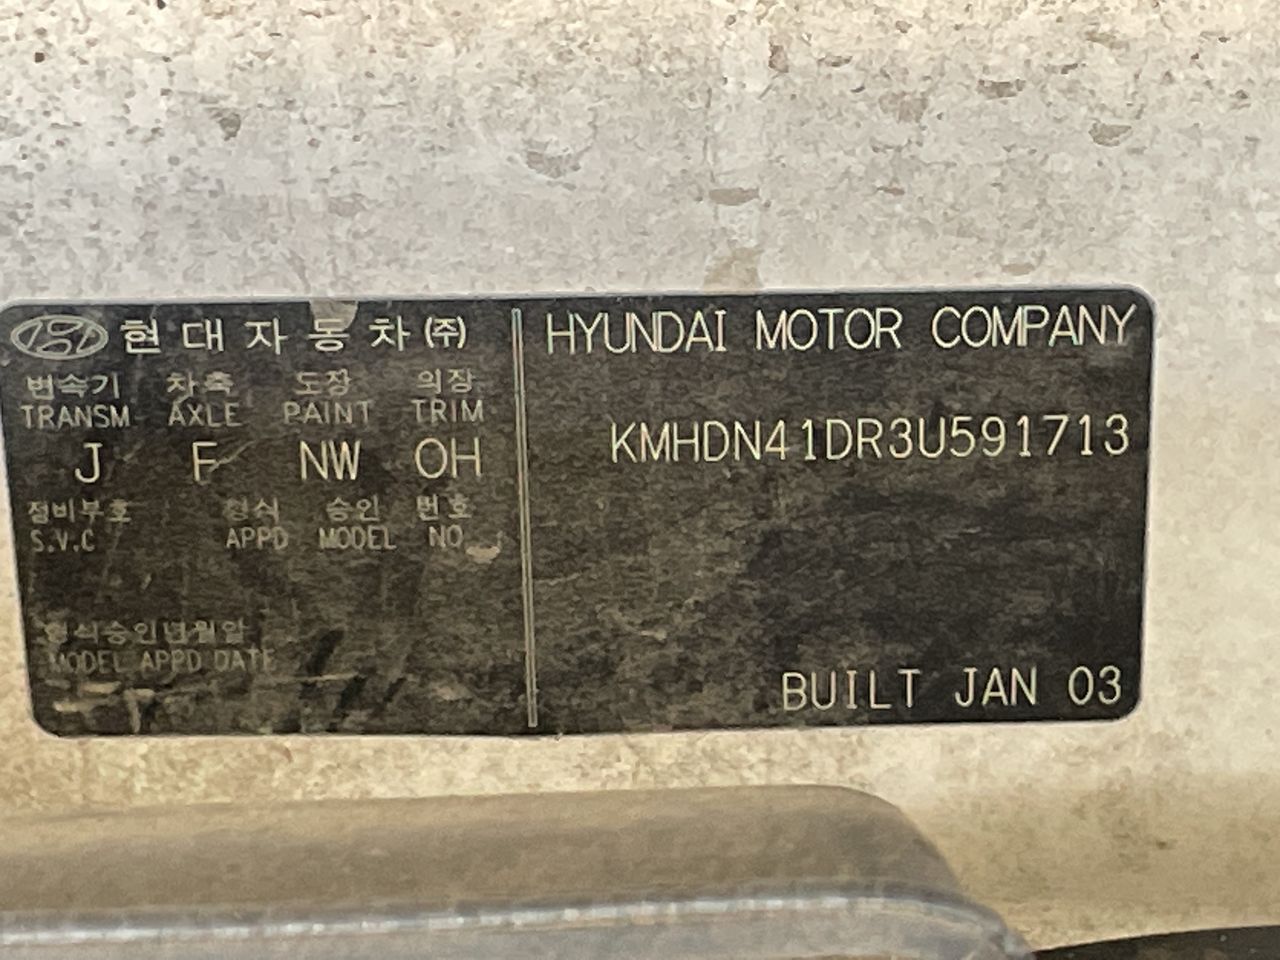 현대자동차(주)
변속기 차축 도장 의장
TRANSM AXLE PAINT TRIM
J F NW OH
정비부호 형식 승인 번호
S.V.C APPD MODEL NO
형식승인년월일
MODEL APPD DATE
HYUNDAI MOTOR COMPANY
KMHDN41DR3U591713
BUILT JAN 03